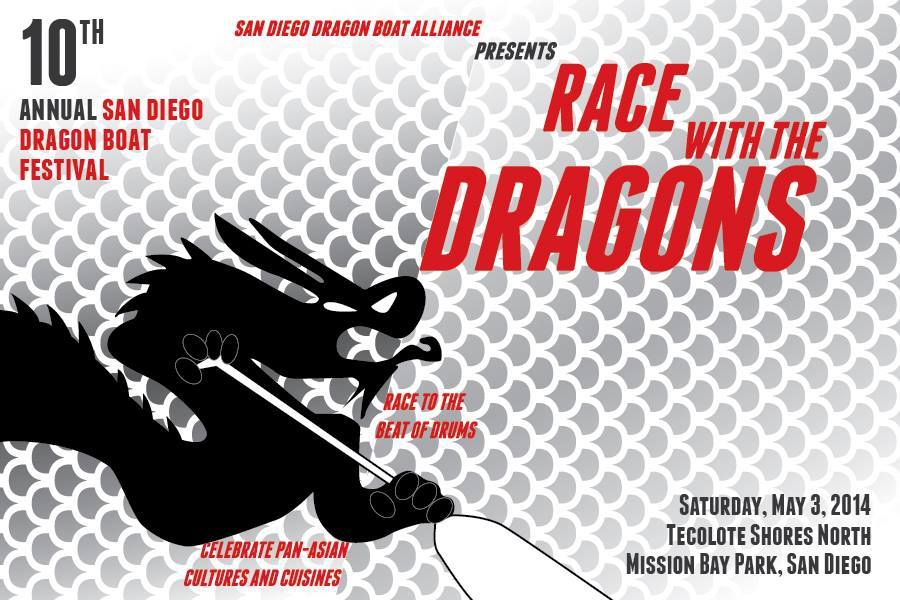 10TH
ANNUAL SAN DIEGO
DRAGON BOAT
FESTIVAL
SAN DIEGO DRAGON BOAT ALLIANCE
PRESENTS
RACE
WITH THE
DRAGONS
RACE TO THE
BEAT OF DRUMS
CELEBRATE PAN-ASIAN
CULTURES AND CUISINES
SATURDAY, MAY 3, 2014
TECOLOTE SHORES NORTH
MISSION BAY PARK, SAN DIEGO